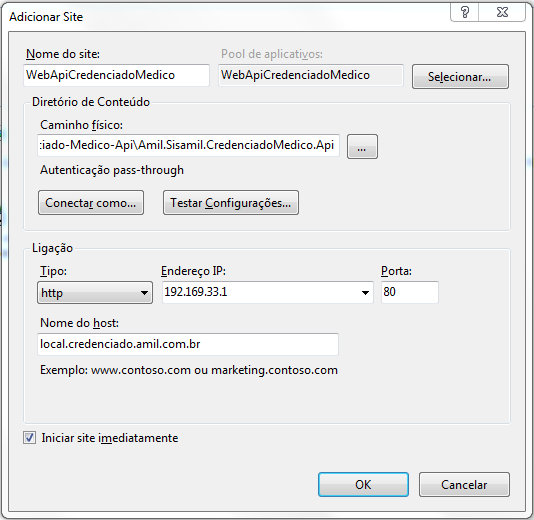 Adicionar Site
Nome do site: Pool de aplicativos:
WebApiCredenciadoMedico WebApiCredenciadoMedico Selecionar...
Diretório de Conteúdo
Caminho físico:
:iado-Medico-Api\Amil.Sisamil.CredenciadoMedico.Api ...
Autenticação pass-through
Conectar como... Testar Configurações...
Ligação
Tipo: Endereço IP: Porta:
http 192.169.33.1 80
Nome do host:
local.credenciado.amil.com.br
Exemplo: www.contoso.com ou marketing.contoso.com
Iniciar site imediatamente
OK Cancelar